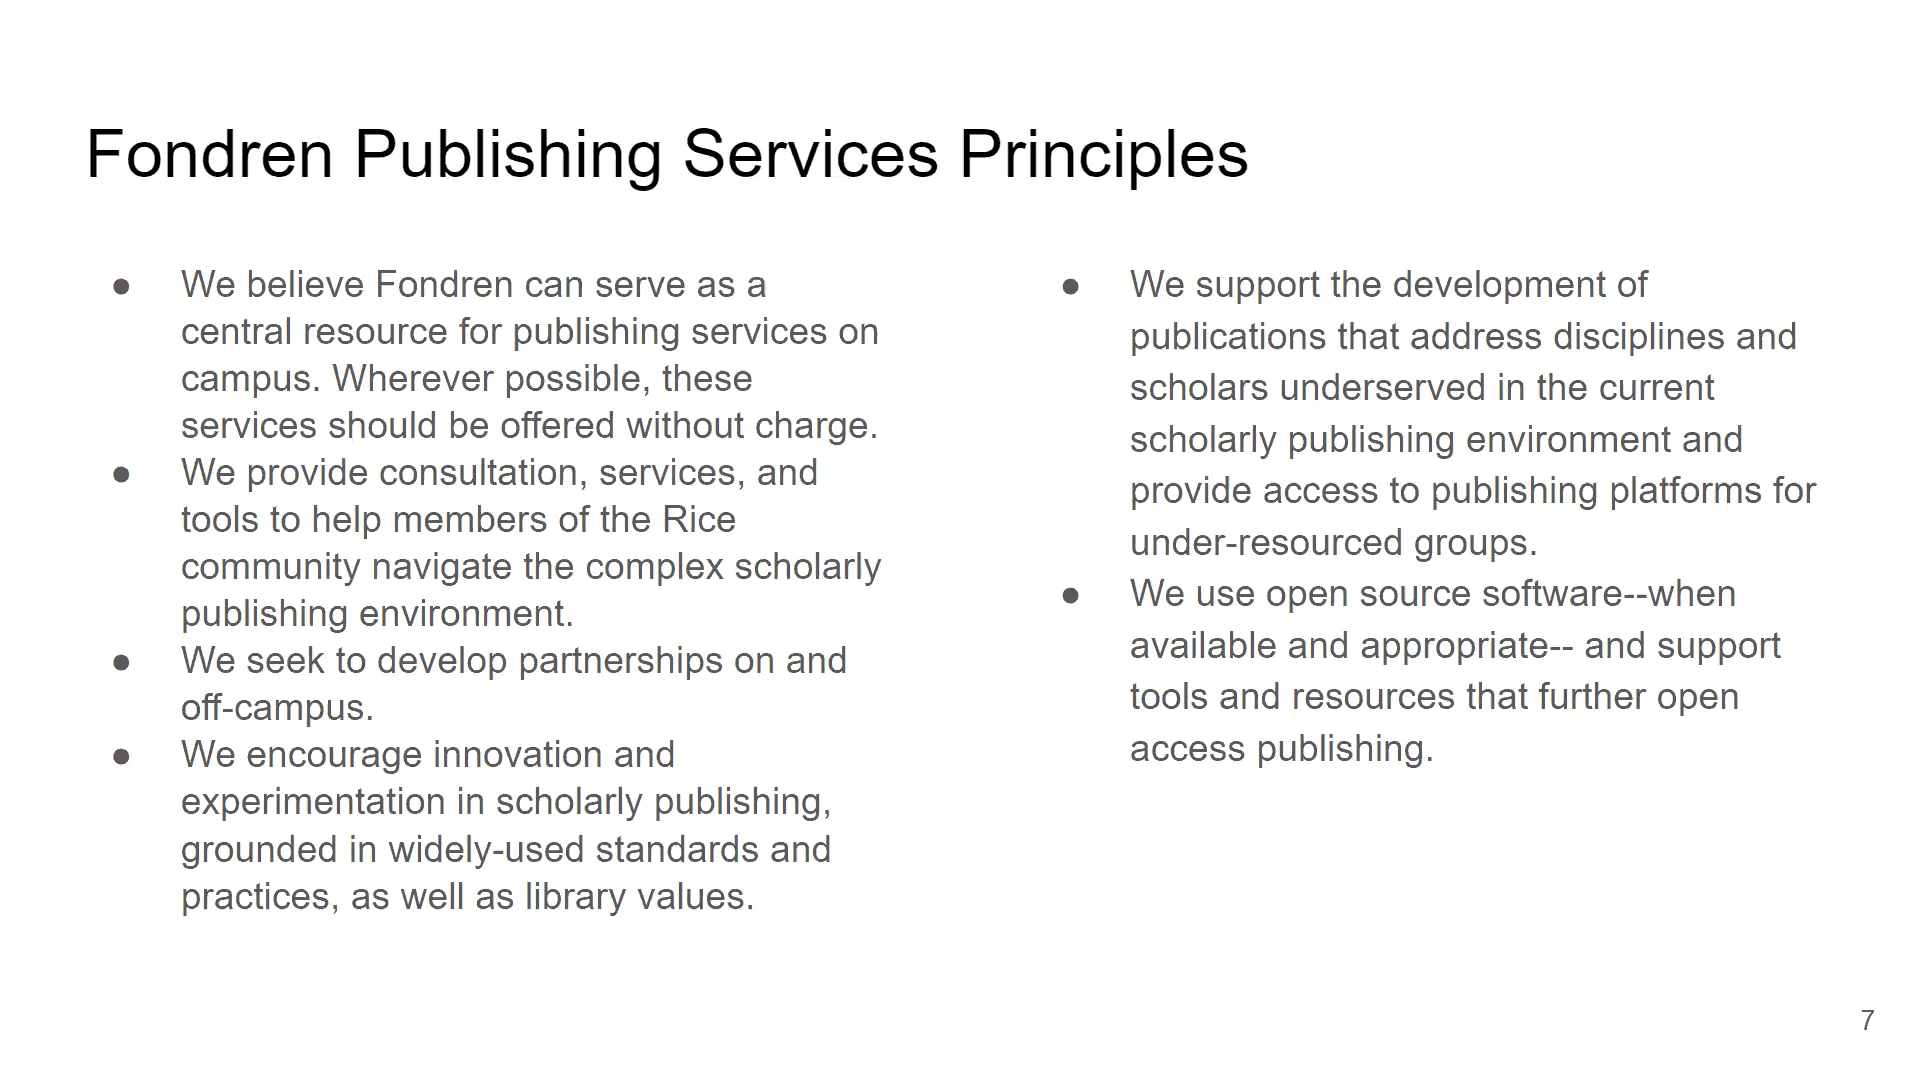 Fondren Publishing Services Principles
● We believe Fondren can serve as a
central resource for publishing services on
campus. Wherever possible, these
services should be offered without charge.
● We provide consultation, services, and
tools to help members of the Rice
community navigate the complex scholarly
publishing environment.
● We seek to develop partnerships on and
off-campus.
● We encourage innovation and
experimentation in scholarly publishing,
grounded in widely-used standards and
practices, as well as library values.
● We support the development of
publications that address disciplines and
scholars underserved in the current
scholarly publishing environment and
provide access to publishing platforms for
under-resourced groups.
● We use open source software--when
available and appropriate-- and support
tools and resources that further open
access publishing.
7